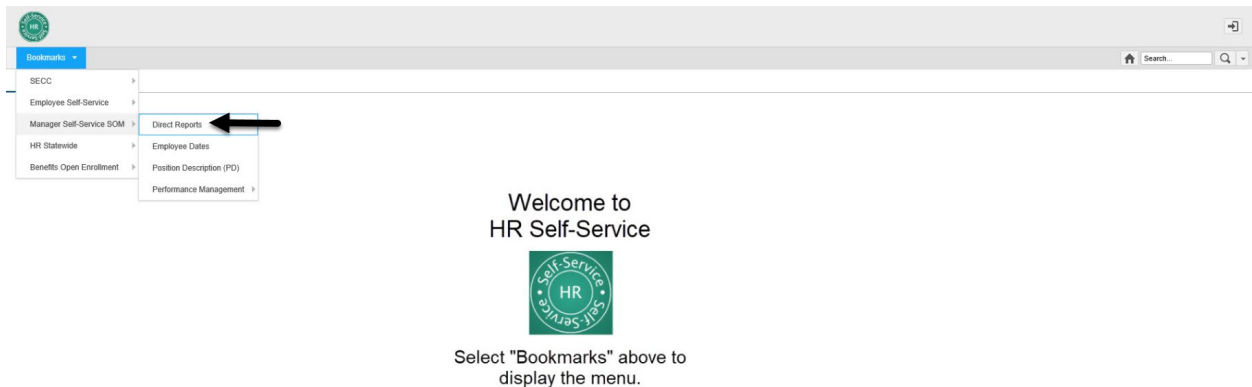 HR
Bookmarks
Search...
SECC
Employee Self-Service
Manager Self-Service SOM
Direct Reports
HR Statewide
Employee Dates
Benefits Open Enrollment
Position Description (PD)
Performance Management
Welcome to
HR Self-Service
Self-Service
HR
Self-Service
Select "Bookmarks" above to
display the menu.